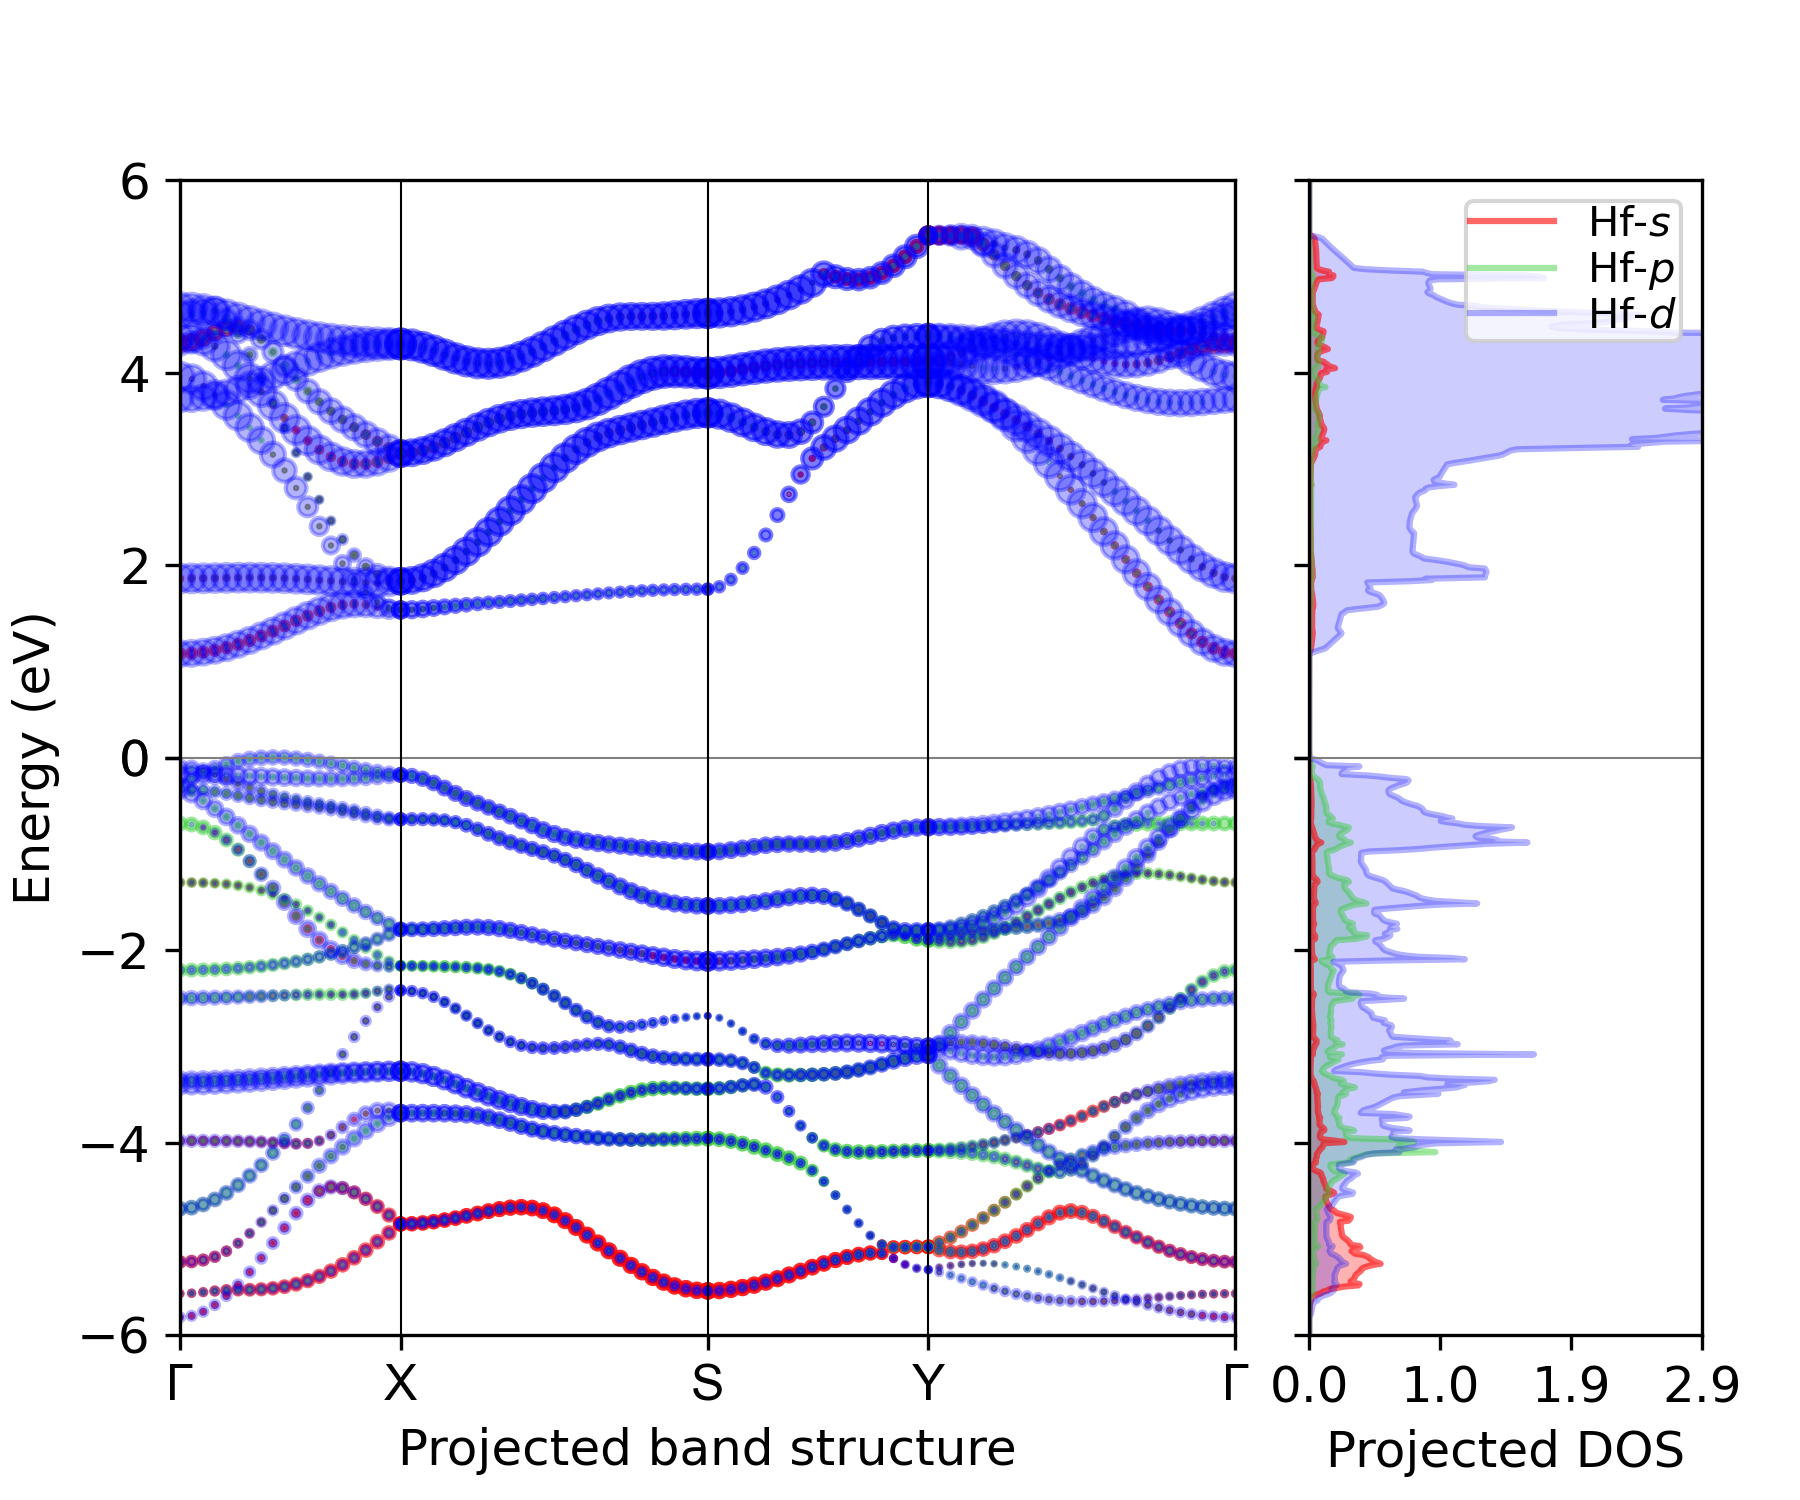 Energy (eV)
6
4
2
0
−2
−4
−6
Γ X S Y Γ
Projected band structure
Hf-s
Hf-p
Hf-d
0.0 1.0 1.9 2.9
Projected DOS